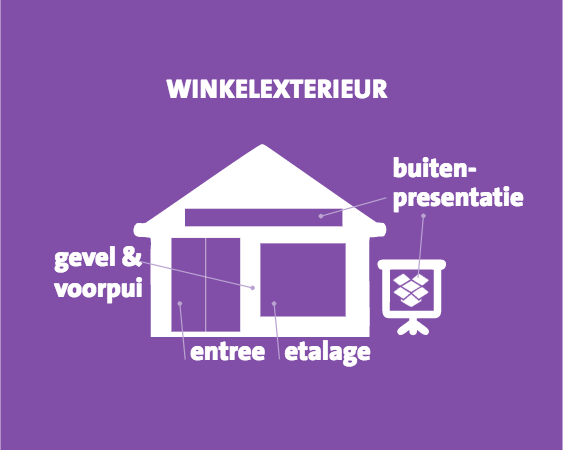 WINKELEXTERIEUR
buiten-
presentatie
gevel &
voorpui
entree
etalage